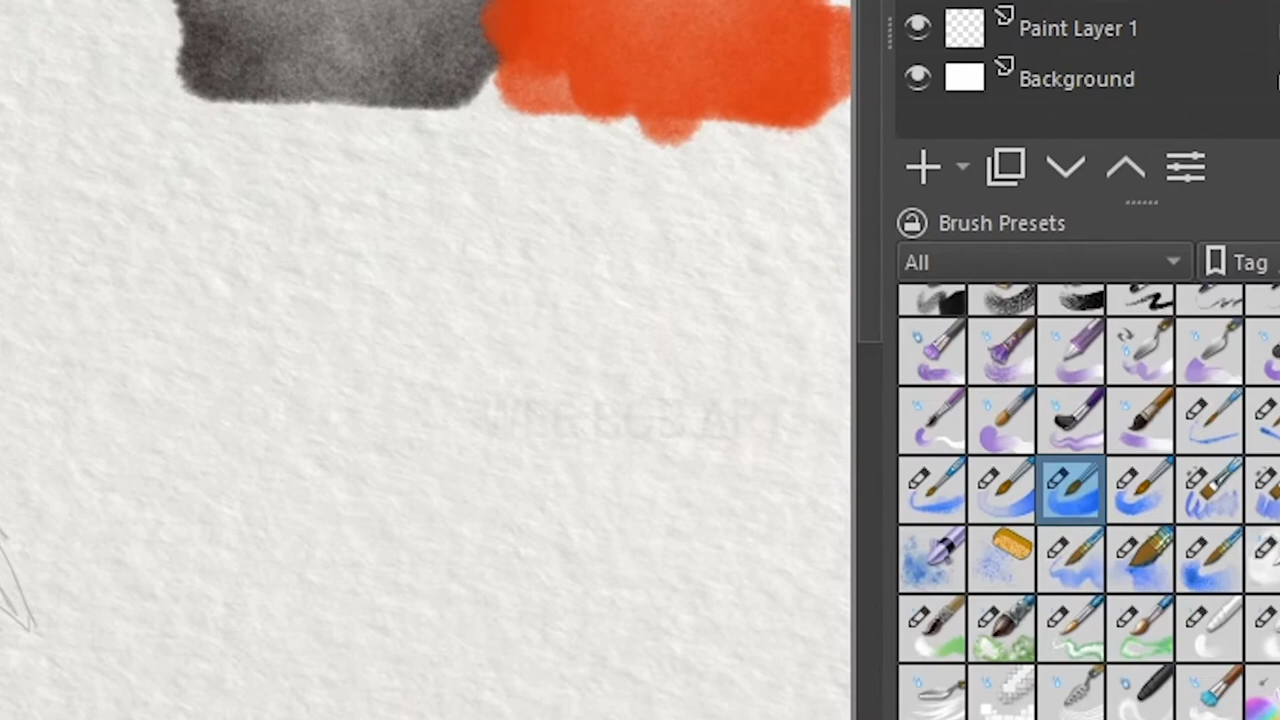 Paint Layer 1
Background
Brush Presets
All
Tag